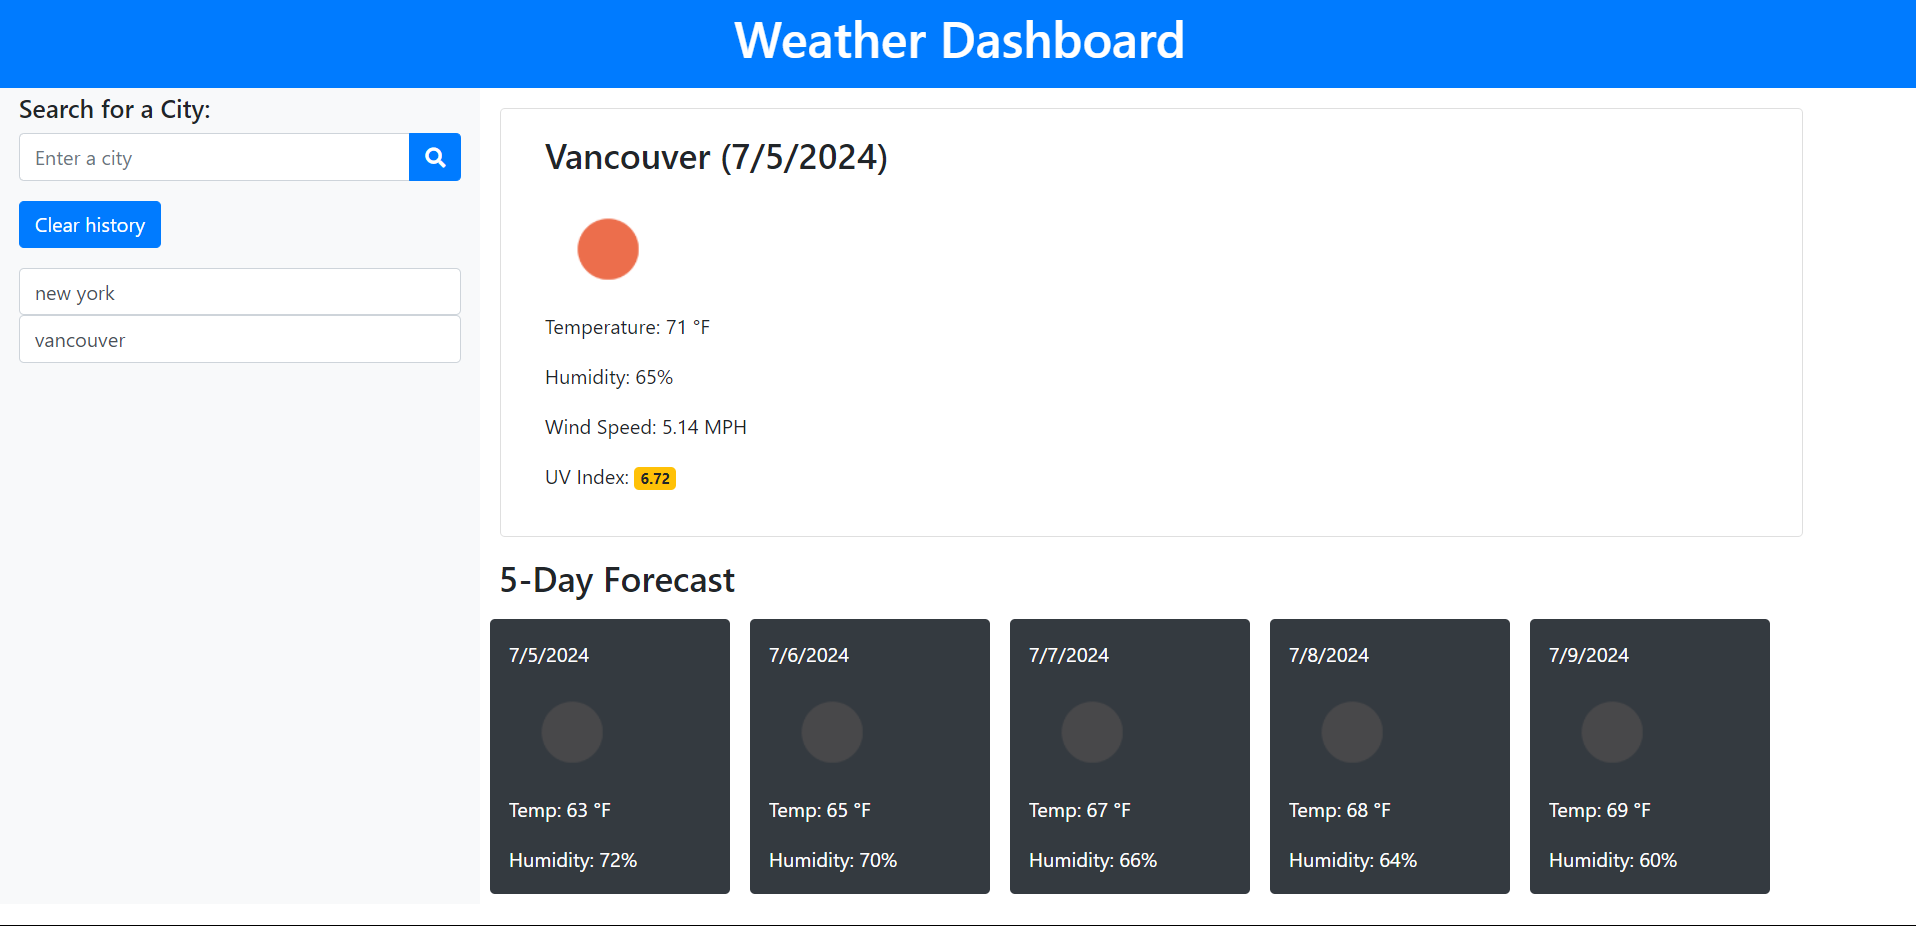 Weather Dashboard
Search for a City:
Enter a city
Clear history
new york
vancouver
Vancouver (7/5/2024)
Temperature: 71 °F
Humidity: 65%
Wind Speed: 5.14 MPH
UV Index: 6.72
5-Day Forecast
7/5/2024
Temp: 63 °F
Humidity: 72%
7/6/2024
Temp: 65 °F
Humidity: 70%
7/7/2024
Temp: 67 °F
Humidity: 66%
7/8/2024
Temp: 68 °F
Humidity: 64%
7/9/2024
Temp: 69 °F
Humidity: 60%